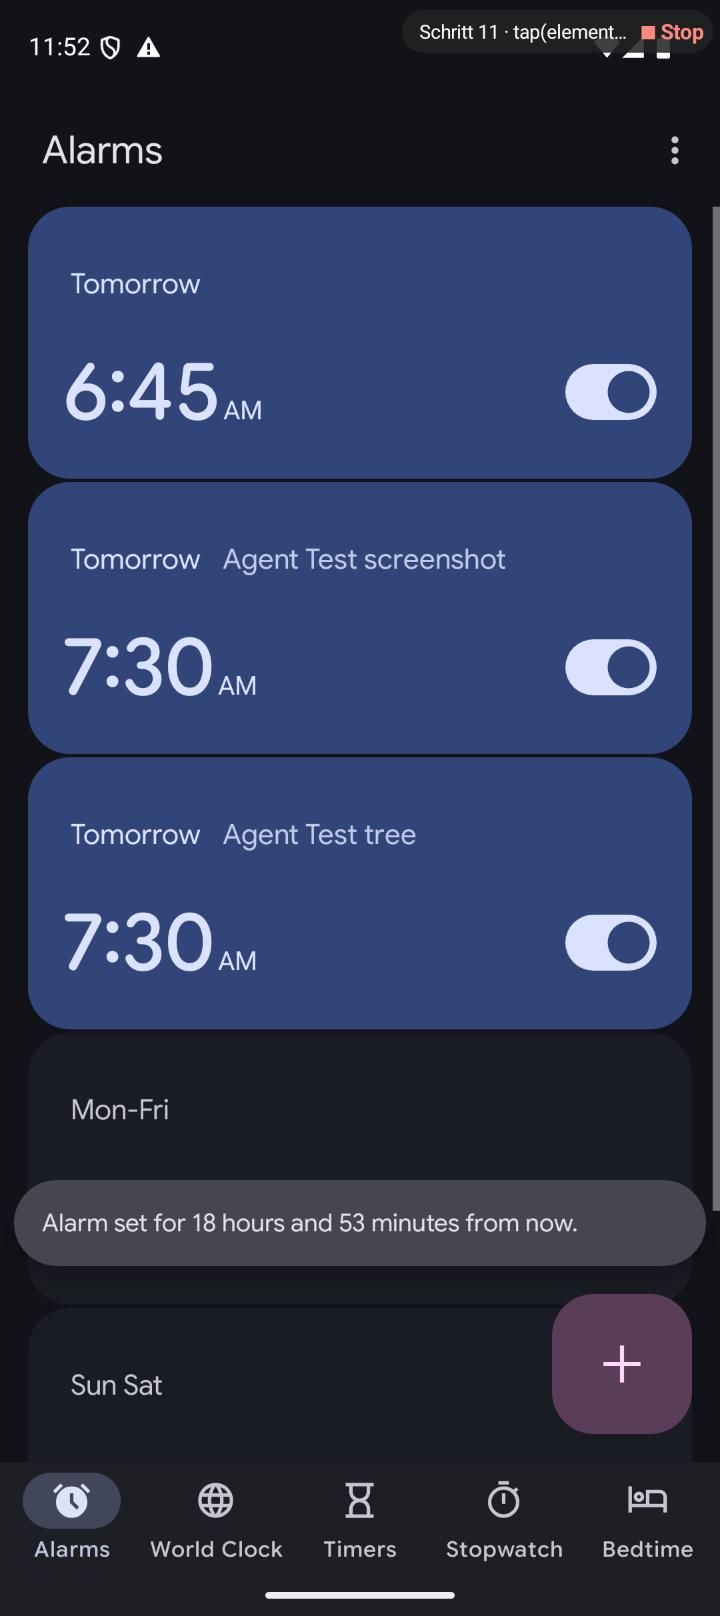 11:52
Schritt 11 · tap(element... Stop
Alarms
Tomorrow
6:45 AM
Tomorrow Agent Test screenshot
7:30 AM
Tomorrow Agent Test tree
7:30 AM
Mon-Fri
Alarm set for 18 hours and 53 minutes from now.
Sun Sat
Alarms World Clock Timers Stopwatch Bedtime